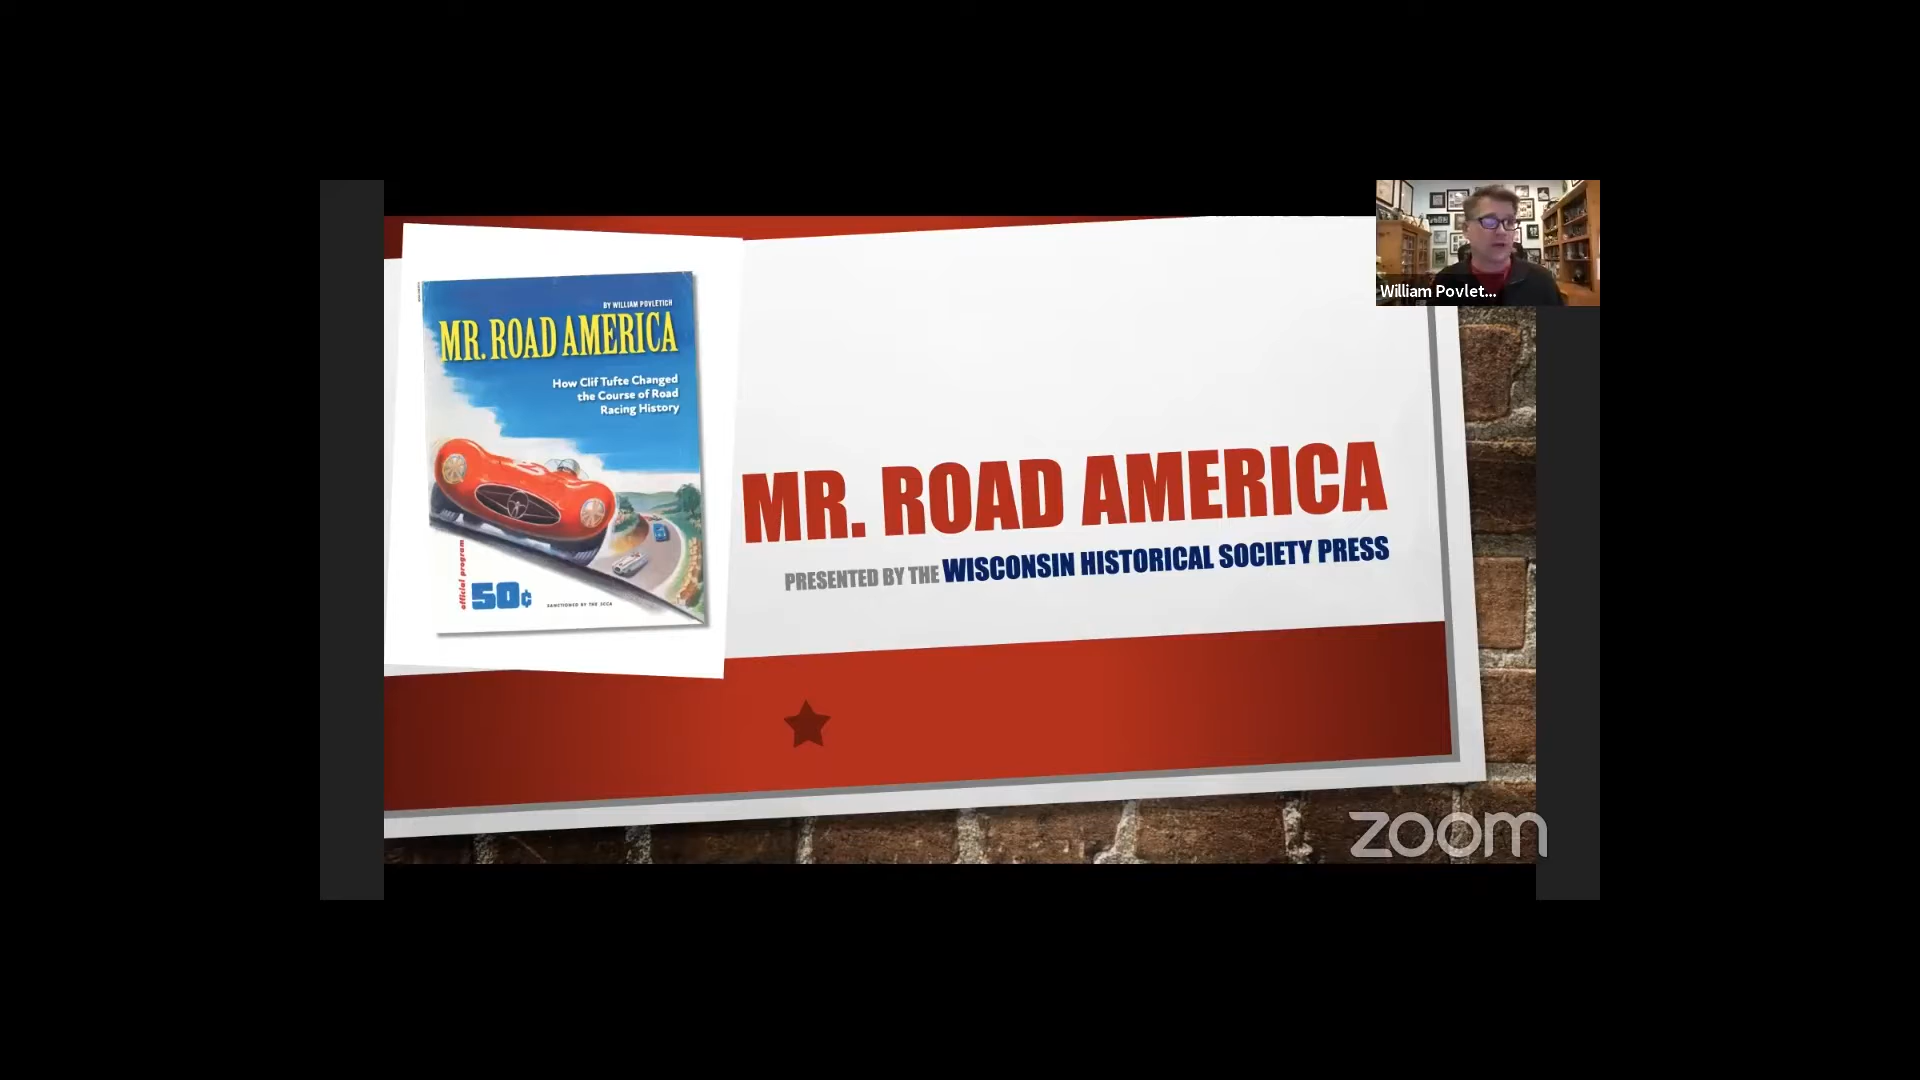 BY WILLIAM POVLETICH
MR. ROAD AMERICA
How Clif Tufte Changed
the Course of Road
Racing History
official program
50¢
SANCTIONED BY THE SCCA
MR. ROAD AMERICA
PRESENTED BY THE WISCONSIN HISTORICAL SOCIETY PRESS
William Povlet...
zoom